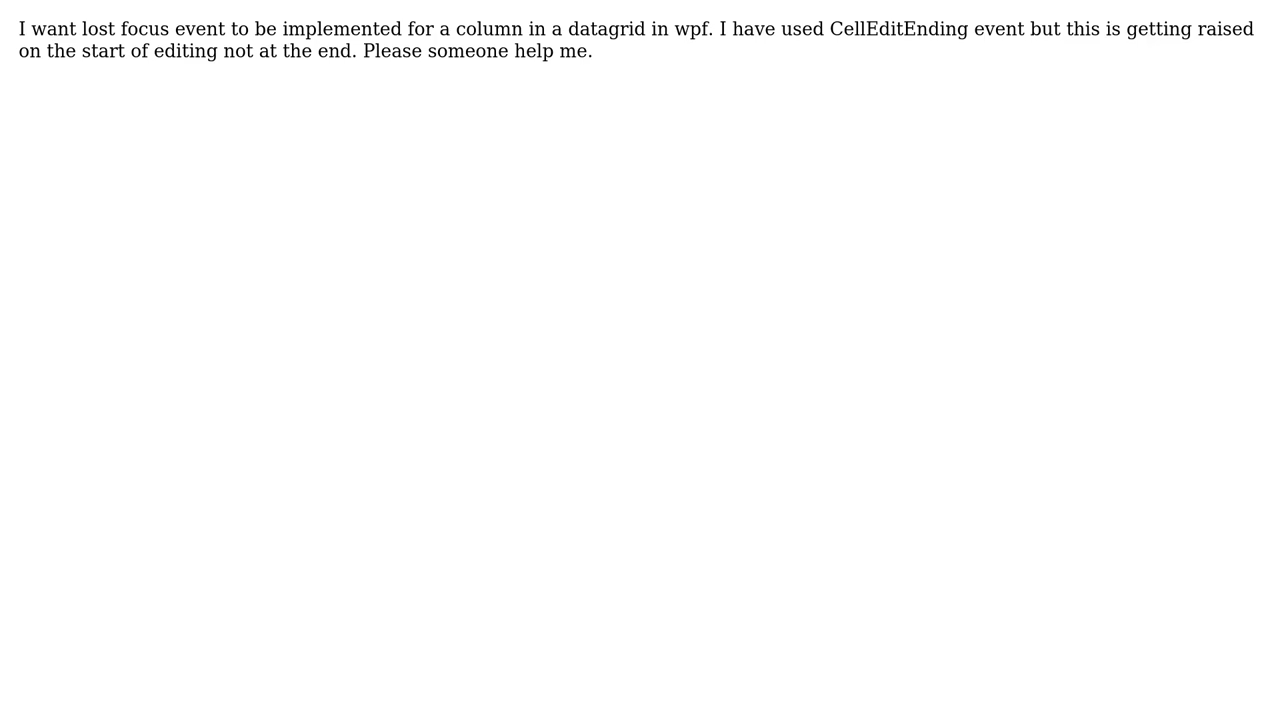 I want lost focus event to be implemented for a column in a datagrid in wpf. I have used CellEditEnding event but this is getting raised
on the start of editing not at the end. Please someone help me.